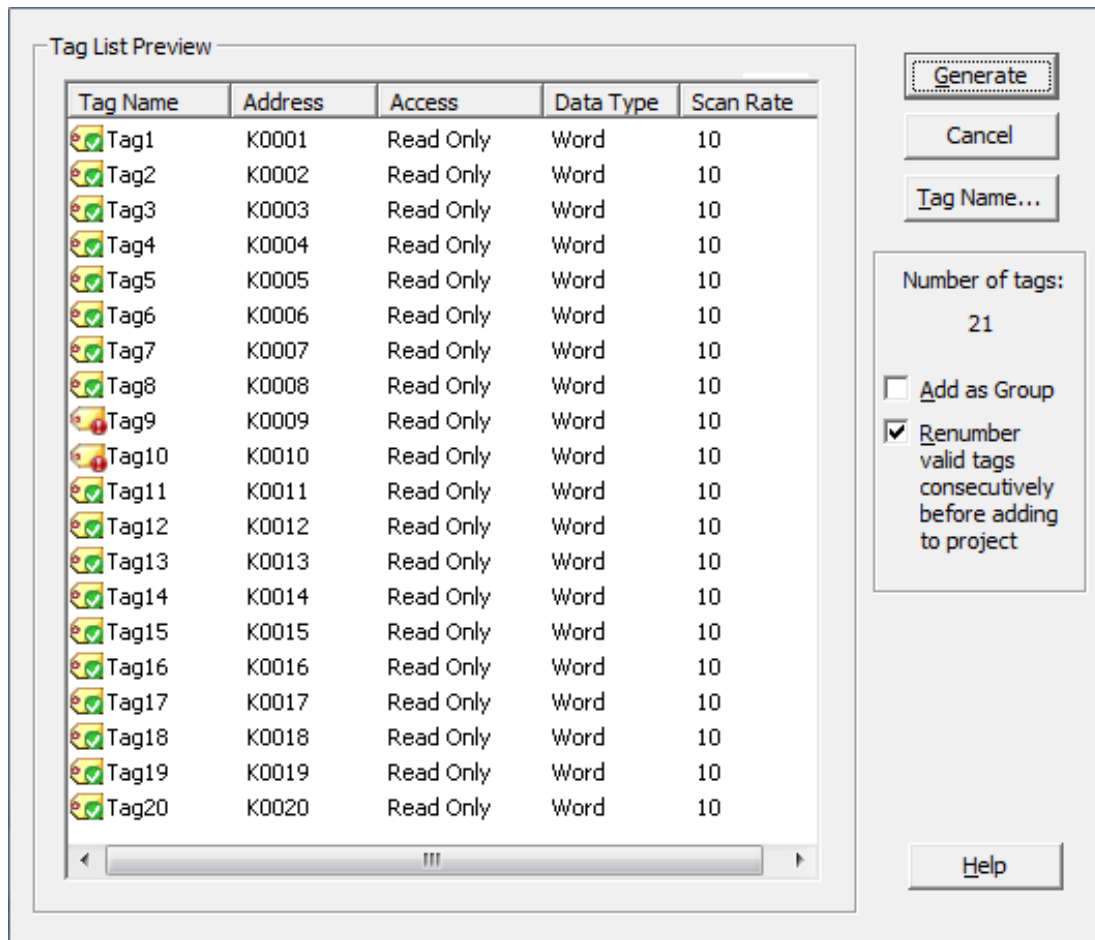 Tag List Preview
Tag Name Address Access Data Type Scan Rate
Tag1 K0001 Read Only Word 10
Tag2 K0002 Read Only Word 10
Tag3 K0003 Read Only Word 10
Tag4 K0004 Read Only Word 10
Tag5 K0005 Read Only Word 10
Tag6 K0006 Read Only Word 10
Tag7 K0007 Read Only Word 10
Tag8 K0008 Read Only Word 10
Tag9 K0009 Read Only Word 10
Tag10 K0010 Read Only Word 10
Tag11 K0011 Read Only Word 10
Tag12 K0012 Read Only Word 10
Tag13 K0013 Read Only Word 10
Tag14 K0014 Read Only Word 10
Tag15 K0015 Read Only Word 10
Tag16 K0016 Read Only Word 10
Tag17 K0017 Read Only Word 10
Tag18 K0018 Read Only Word 10
Tag19 K0019 Read Only Word 10
Tag20 K0020 Read Only Word 10
Generate
Cancel
Tag Name...
Number of tags:
21
Add as Group
Renumber
valid tags
consecutively
before adding
to project
Help